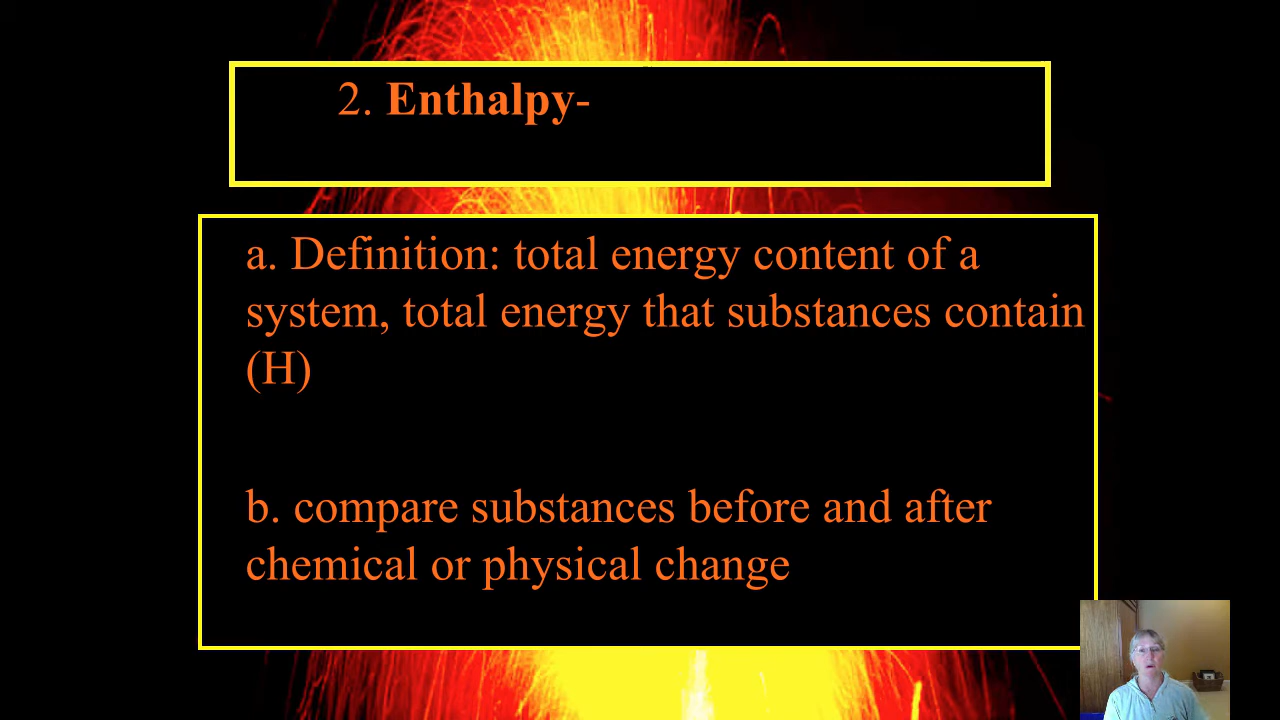 2. Enthalpy-
a. Definition: total energy content of a
system, total energy that substances contain
(H)
b. compare substances before and after
chemical or physical change